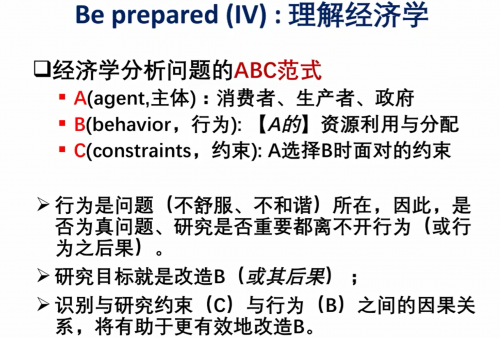 Be prepared (IV) : 理解经济学
❑经济学分析问题的ABC范式
▪ A(agent,主体)：消费者、生产者、政府
▪ B(behavior，行为): 【A的】资源利用与分配
▪ C(constraints，约束): A选择B时面对的约束
➢ 行为是问题（不舒服、不和谐）所在，因此，是
否为真问题、研究是否重要都离不开行为（或行
为之后果）。
➢ 研究目标就是改造B（或其后果）；
➢ 识别与研究约束（C）与行为（B）之间的因果关
系，将有助于更有效地改造B。